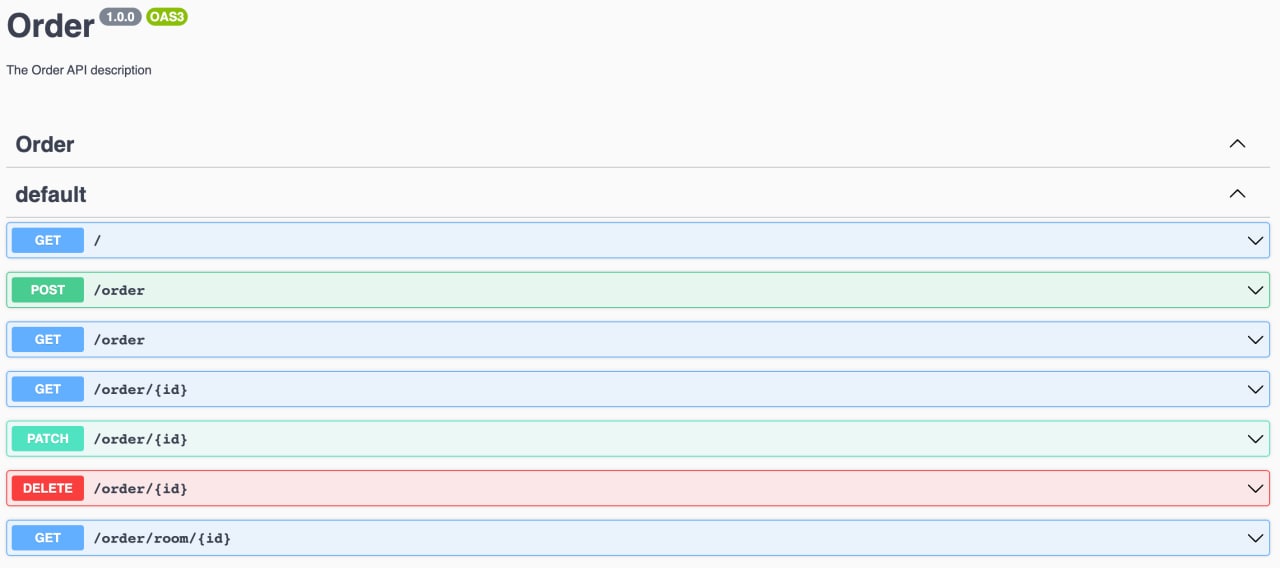 Order 1.0.0 OAS3
The Order API description
Order
default
GET /
POST /order
GET /order
GET /order/{id}
PATCH /order/{id}
DELETE /order/{id}
GET /order/room/{id}